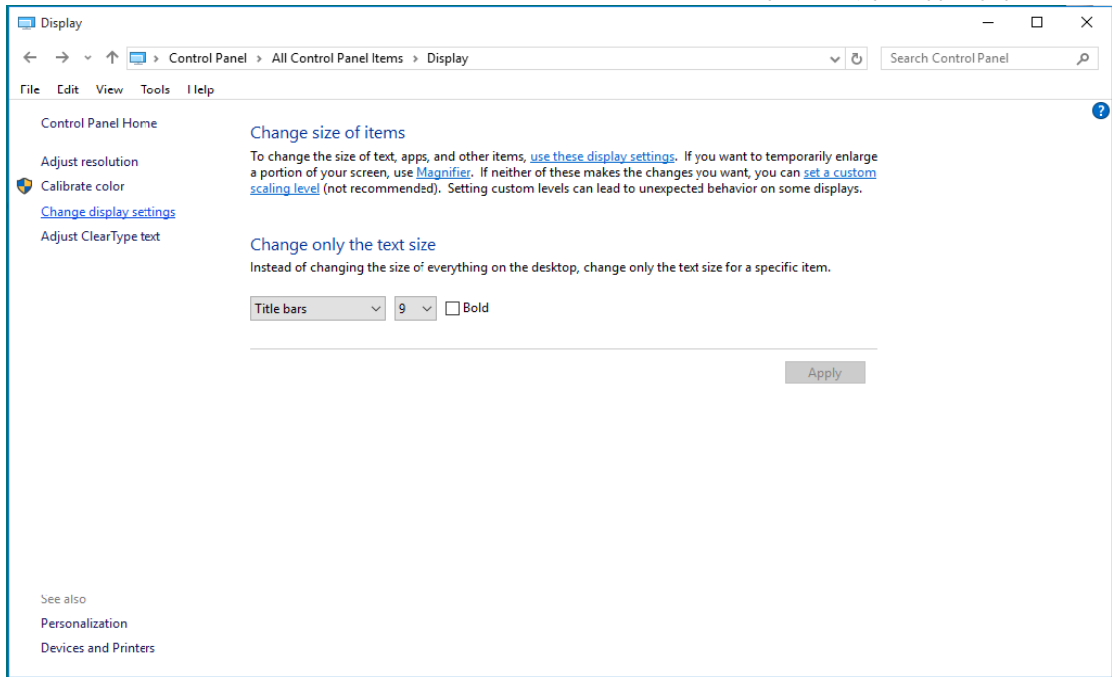 Display
Control Panel > All Control Panel Items > Display
Search Control Panel
File Edit View Tools Help
Control Panel Home
Adjust resolution
Calibrate color
Change display settings
Adjust ClearType text
Change size of items
To change the size of text, apps, and other items, use these display settings. If you want to temporarily enlarge
a portion of your screen, use Magnifier. If neither of these makes the changes you want, you can set a custom
scaling level (not recommended). Setting custom levels can lead to unexpected behavior on some displays.
Change only the text size
Instead of changing the size of everything on the desktop, change only the text size for a specific item.
Title bars 9 Bold
Apply
See also
Personalization
Devices and Printers